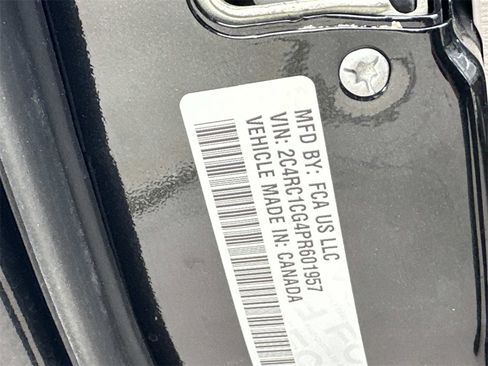 MFD BY: FCA US LLC
VIN: 2C4RC1CG4PR601957
VEHICLE MADE IN: CANADA